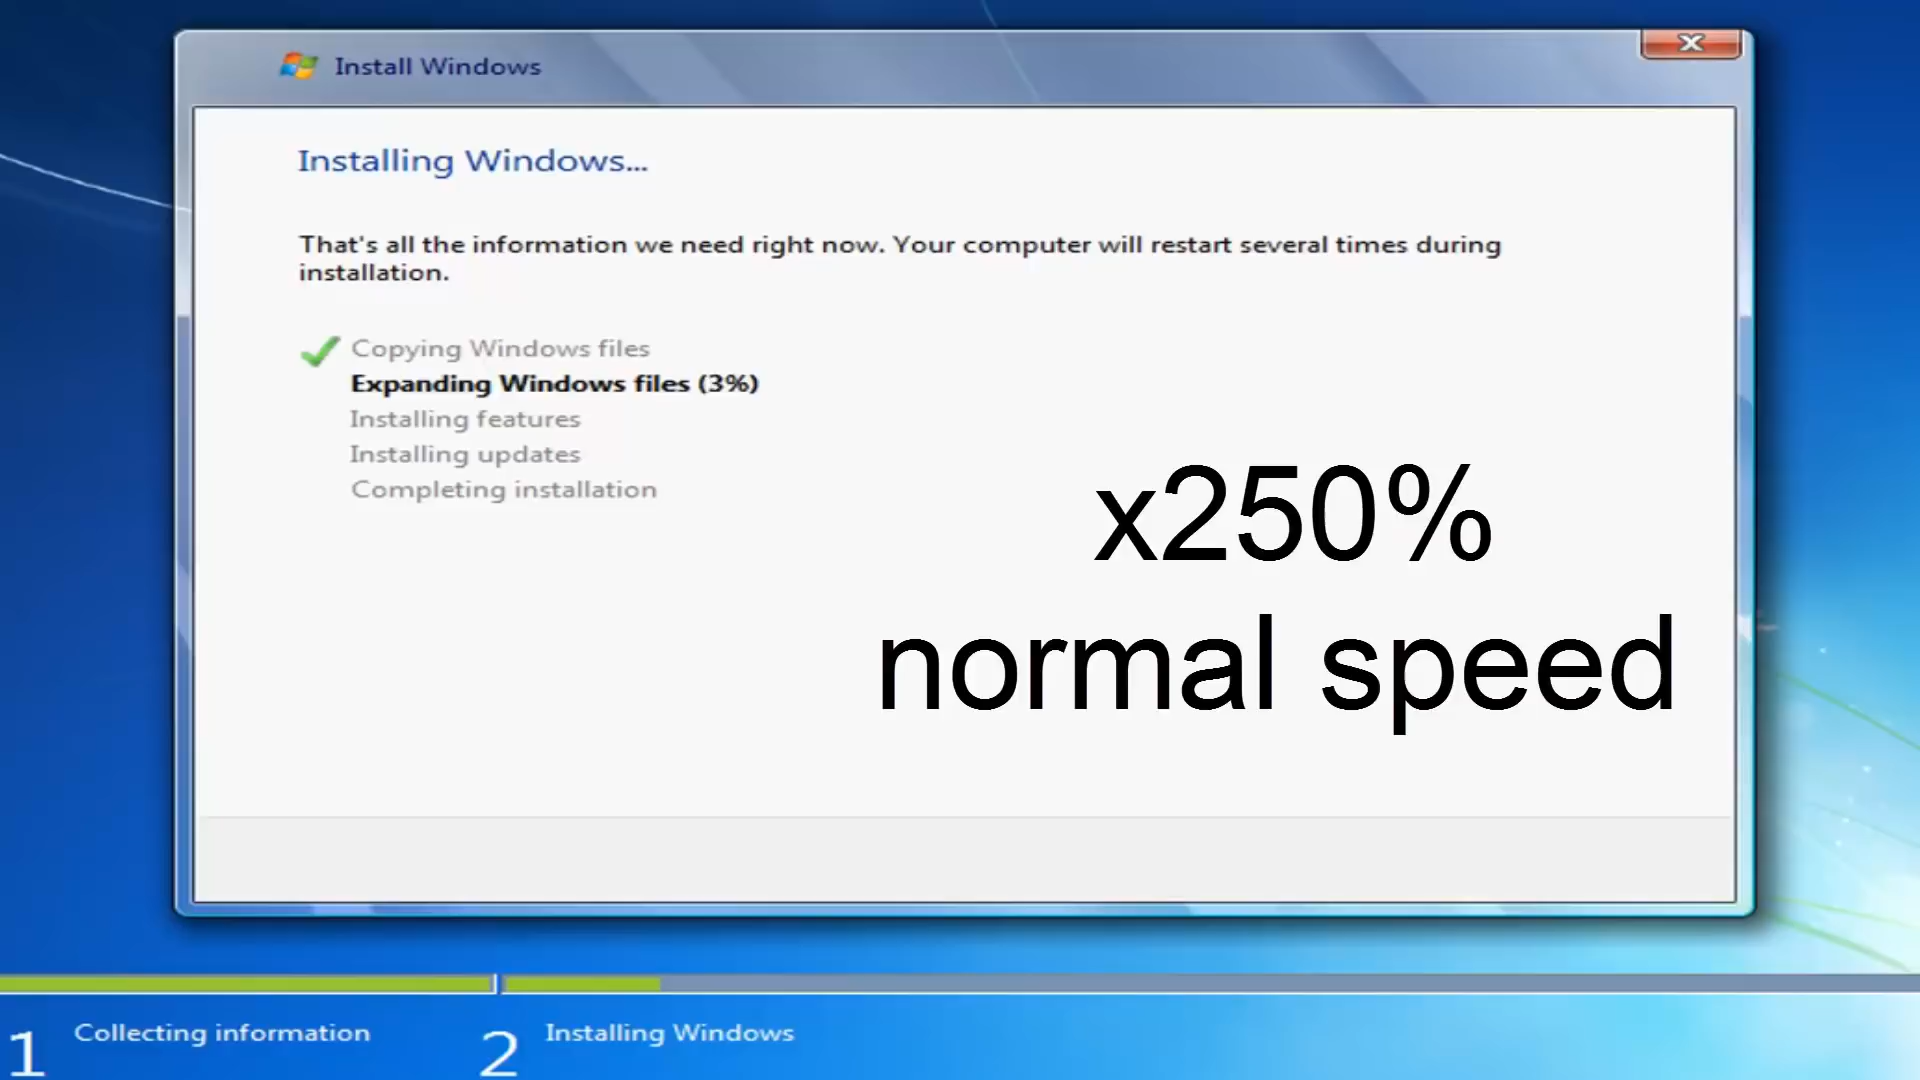 Install Windows
Installing Windows...
That's all the information we need right now. Your computer will restart several times during
installation.
Copying Windows files
Expanding Windows files (3%)
Installing features
Installing updates
Completing installation
x250%
normal speed
1 Collecting information
2 Installing Windows